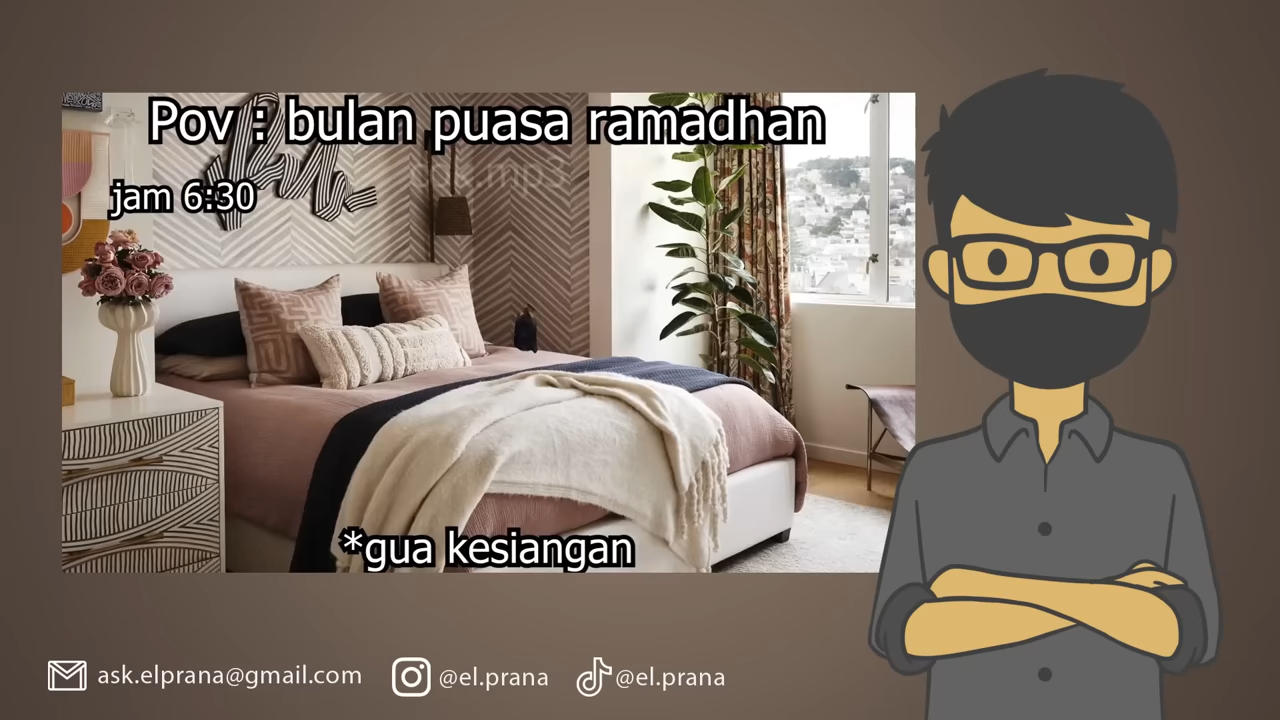 Pov : bulan puasa ramadhan
jam 6:30
*gua kesiangan
ask.elprana@gmail.com
@el.prana
@el.prana